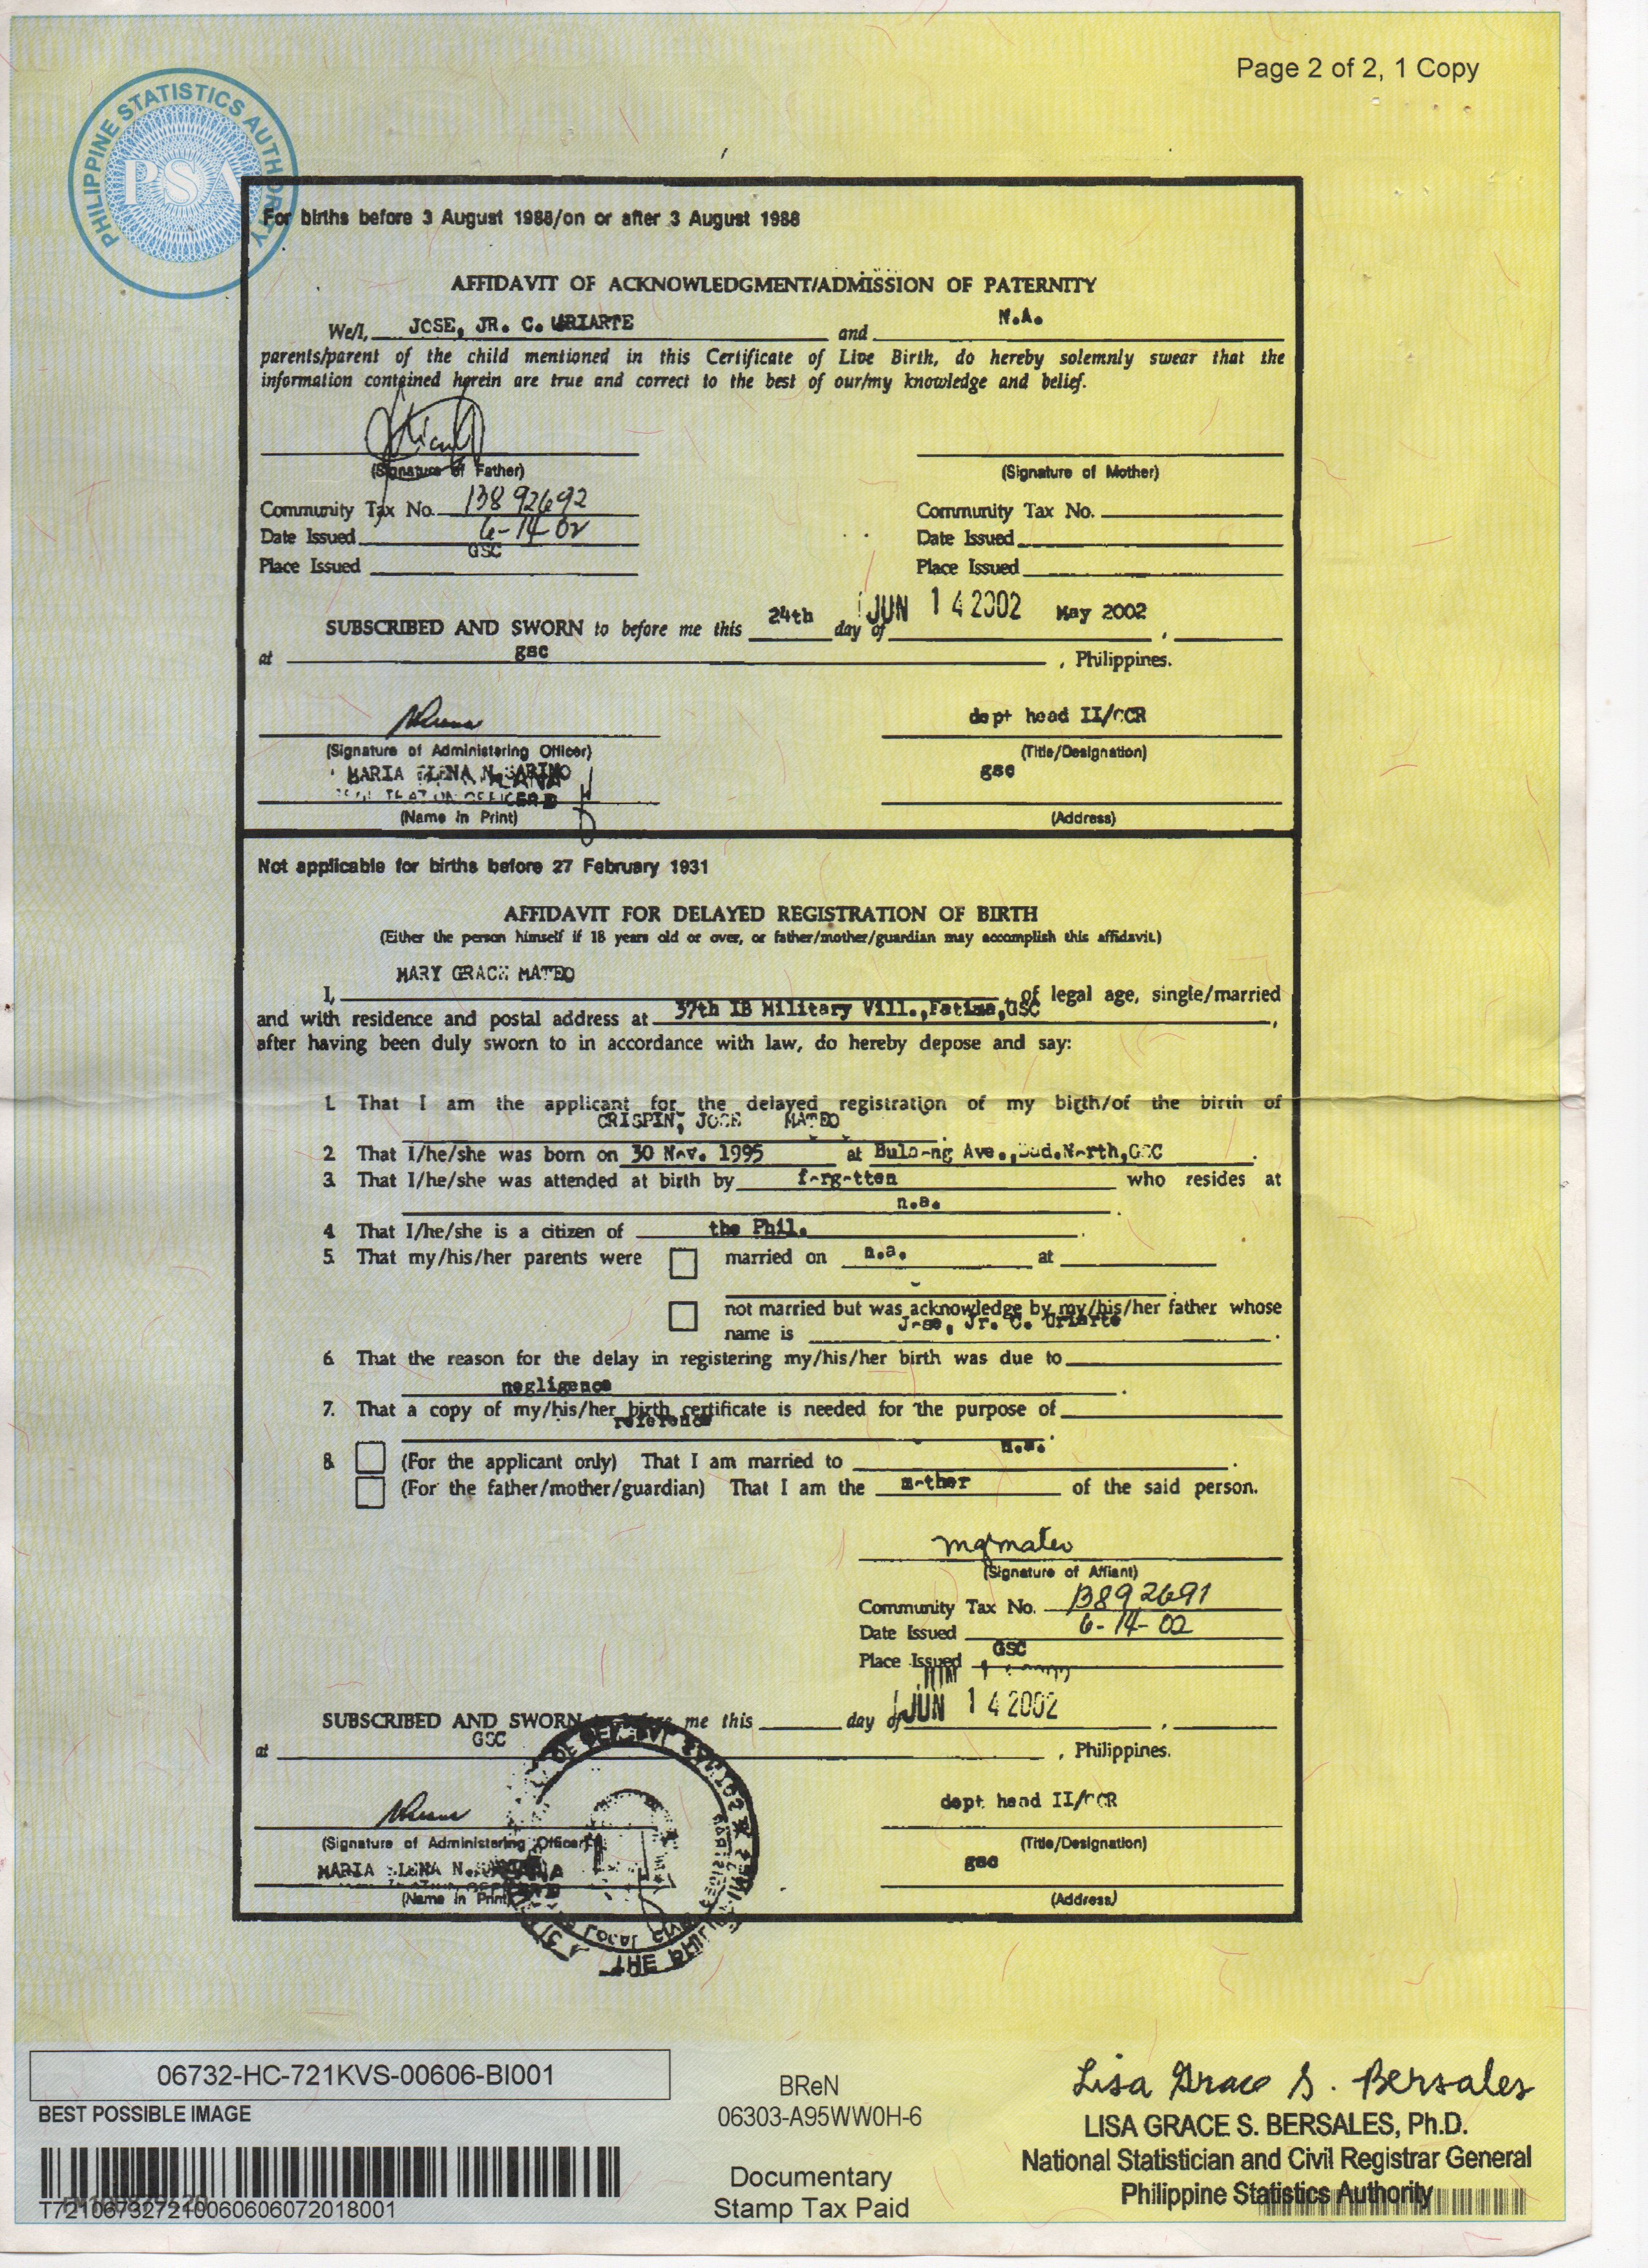 Page 2 of 2, 1 Copy
PHILIPPINE STATISTICS AUTHORITY
PSA
For births before 3 August 1988/on or after 3 August 1988
AFFIDAVIT OF ACKNOWLEDGMENT/ADMISSION OF PATERNITY
We/I, JOSE, JR. C. URIARTE and N.A.
parents/parent of the child mentioned in this Certificate of Live Birth, do hereby solemnly swear that the
information contained herein are true and correct to the best of our/my knowledge and belief.
(Signature of Father) (Signature of Mother)
Community Tax No. 13892692 Community Tax No.
Date Issued 6-14-02 Date Issued
Place Issued GSC Place Issued
SUBSCRIBED AND SWORN to before me this 24th day of JUN 14 2002 May 2002 ,
at gsc , Philippines.
dept head II/CCR
(Signature of Administering Officer) (Title/Designation)
MARIA ELENA N. gsc
(Name in Print) (Address)
Not applicable for births before 27 February 1931
AFFIDAVIT FOR DELAYED REGISTRATION OF BIRTH
(Either the person himself if 18 years old or over, or father/mother/guardian may accomplish this affidavit.)
MARY GRACE MATEO
I, of legal age, single/married
and with residence and postal address at 37th IB Military Vill.,Fatima,GSC ,
after having been duly sworn to in accordance with law, do hereby depose and say:
1. That I am the applicant for the delayed registration of my birth/of the birth of
CRISPIN, JOSE MATEO .
2. That I/he/she was born on 30 Nov. 1995 at Bulaong Ave.,Dad.North,GSC .
3. That I/he/she was attended at birth by forgotten who resides at
n.a. .
4. That I/he/she is a citizen of the Phil. .
5. That my/his/her parents were married on n.a. at
.
not married but was acknowledge by my/his/her father whose
name is Jose, Jr. C. Uriarte .
6. That the reason for the delay in registering my/his/her birth was due to
negligence .
7. That a copy of my/his/her birth certificate is needed for the purpose of
reference .
8. (For the applicant only) That I am married to n.a. .
(For the father/mother/guardian) That I am the mother of the said person.
mgmateo
(Signature of Affiant)
Community Tax No. 13892691
Date Issued 6-14-02
Place Issued GSC
SUBSCRIBED AND SWORN to before me this day of JUN 14 2002 ,
at GSC , Philippines.
dept head II/CCR
(Signature of Administering Officer) (Title/Designation)
MARIA ELENA N. gsc
(Name in Print) (Address)
06732-HC-721KVS-00606-BI001
BEST POSSIBLE IMAGE
T721067327210060606072018001
BReN
06303-A95WW0H-6
Documentary
Stamp Tax Paid
Lisa Grace S. Bersales
LISA GRACE S. BERSALES, Ph.D.
National Statistician and Civil Registrar General
Philippine Statistics Authority